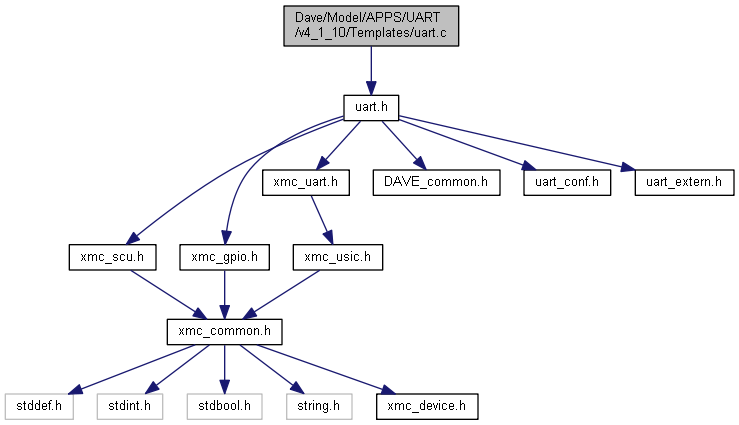 Dave/Model/APPS/UART
/v4_1_10/Templates/uart.c
uart.h
xmc_uart.h
DAVE_common.h
uart_conf.h
uart_extern.h
xmc_scu.h
xmc_gpio.h
xmc_usic.h
xmc_common.h
stddef.h
stdint.h
stdbool.h
string.h
xmc_device.h